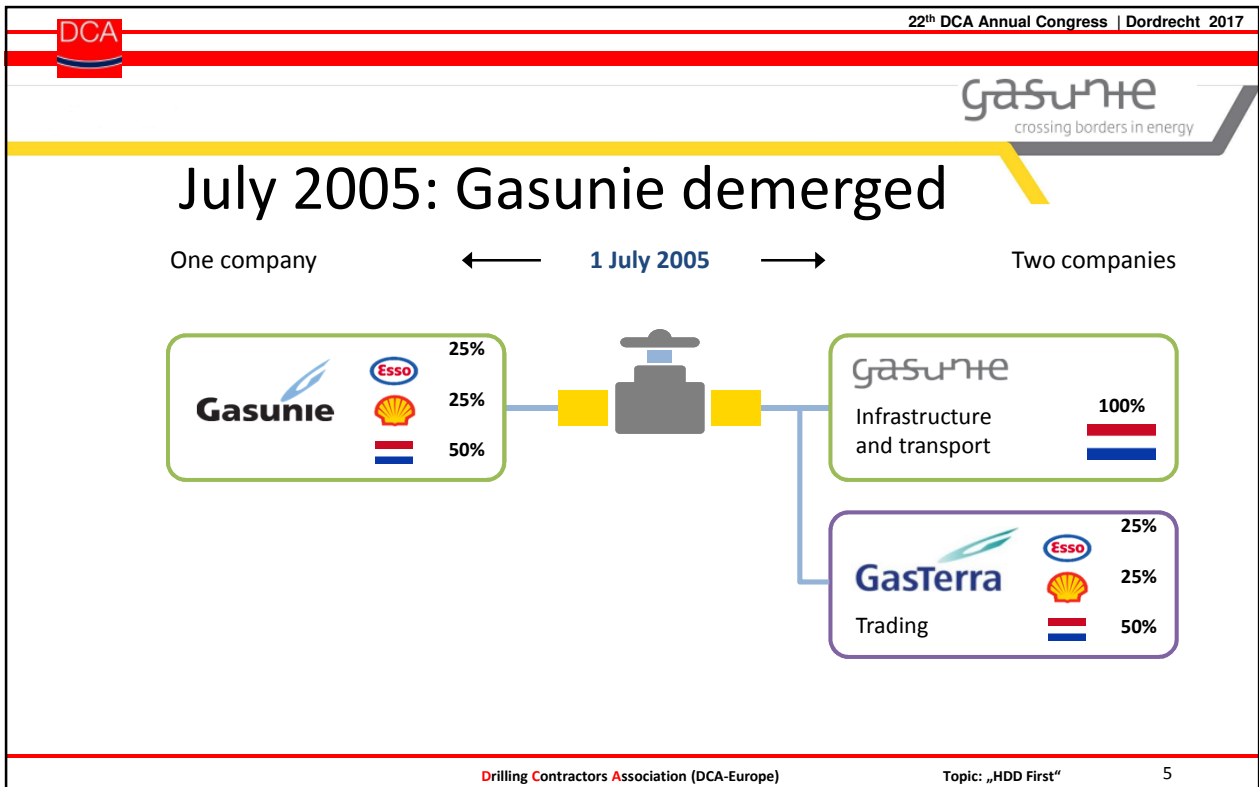 22th DCA Annual Congress | Dordrecht 2017
DCA
gasunie
crossing borders in energy
July 2005: Gasunie demerged
One company
1 July 2005
Two companies
25%
Esso
25%
Gasunie
50%
gasunie
Infrastructure
and transport
100%
25%
Esso
GasTerra
25%
Trading
50%
Drilling Contractors Association (DCA-Europe)
Topic: „HDD First“
5